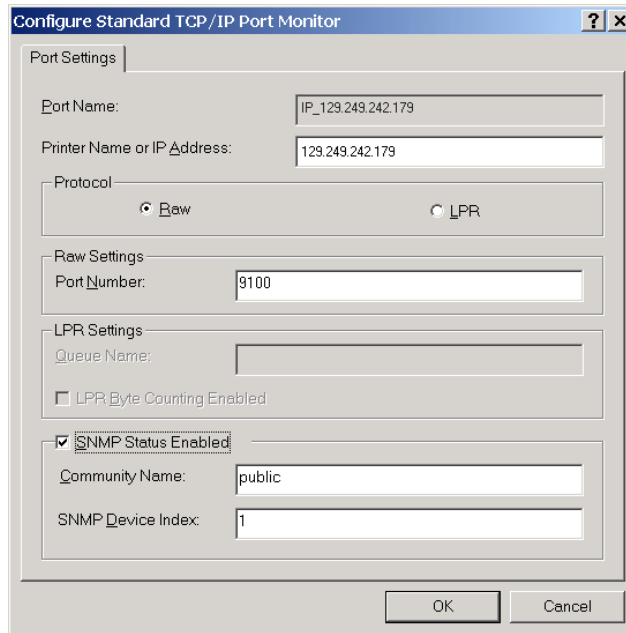 Configure Standard TCP/IP Port Monitor
Port Settings
Port Name: IP_129.249.242.179
Printer Name or IP Address: 129.249.242.179
Protocol
Raw LPR
Raw Settings
Port Number: 9100
LPR Settings
Queue Name:
LPR Byte Counting Enabled
SNMP Status Enabled
Community Name: public
SNMP Device Index: 1
OK Cancel